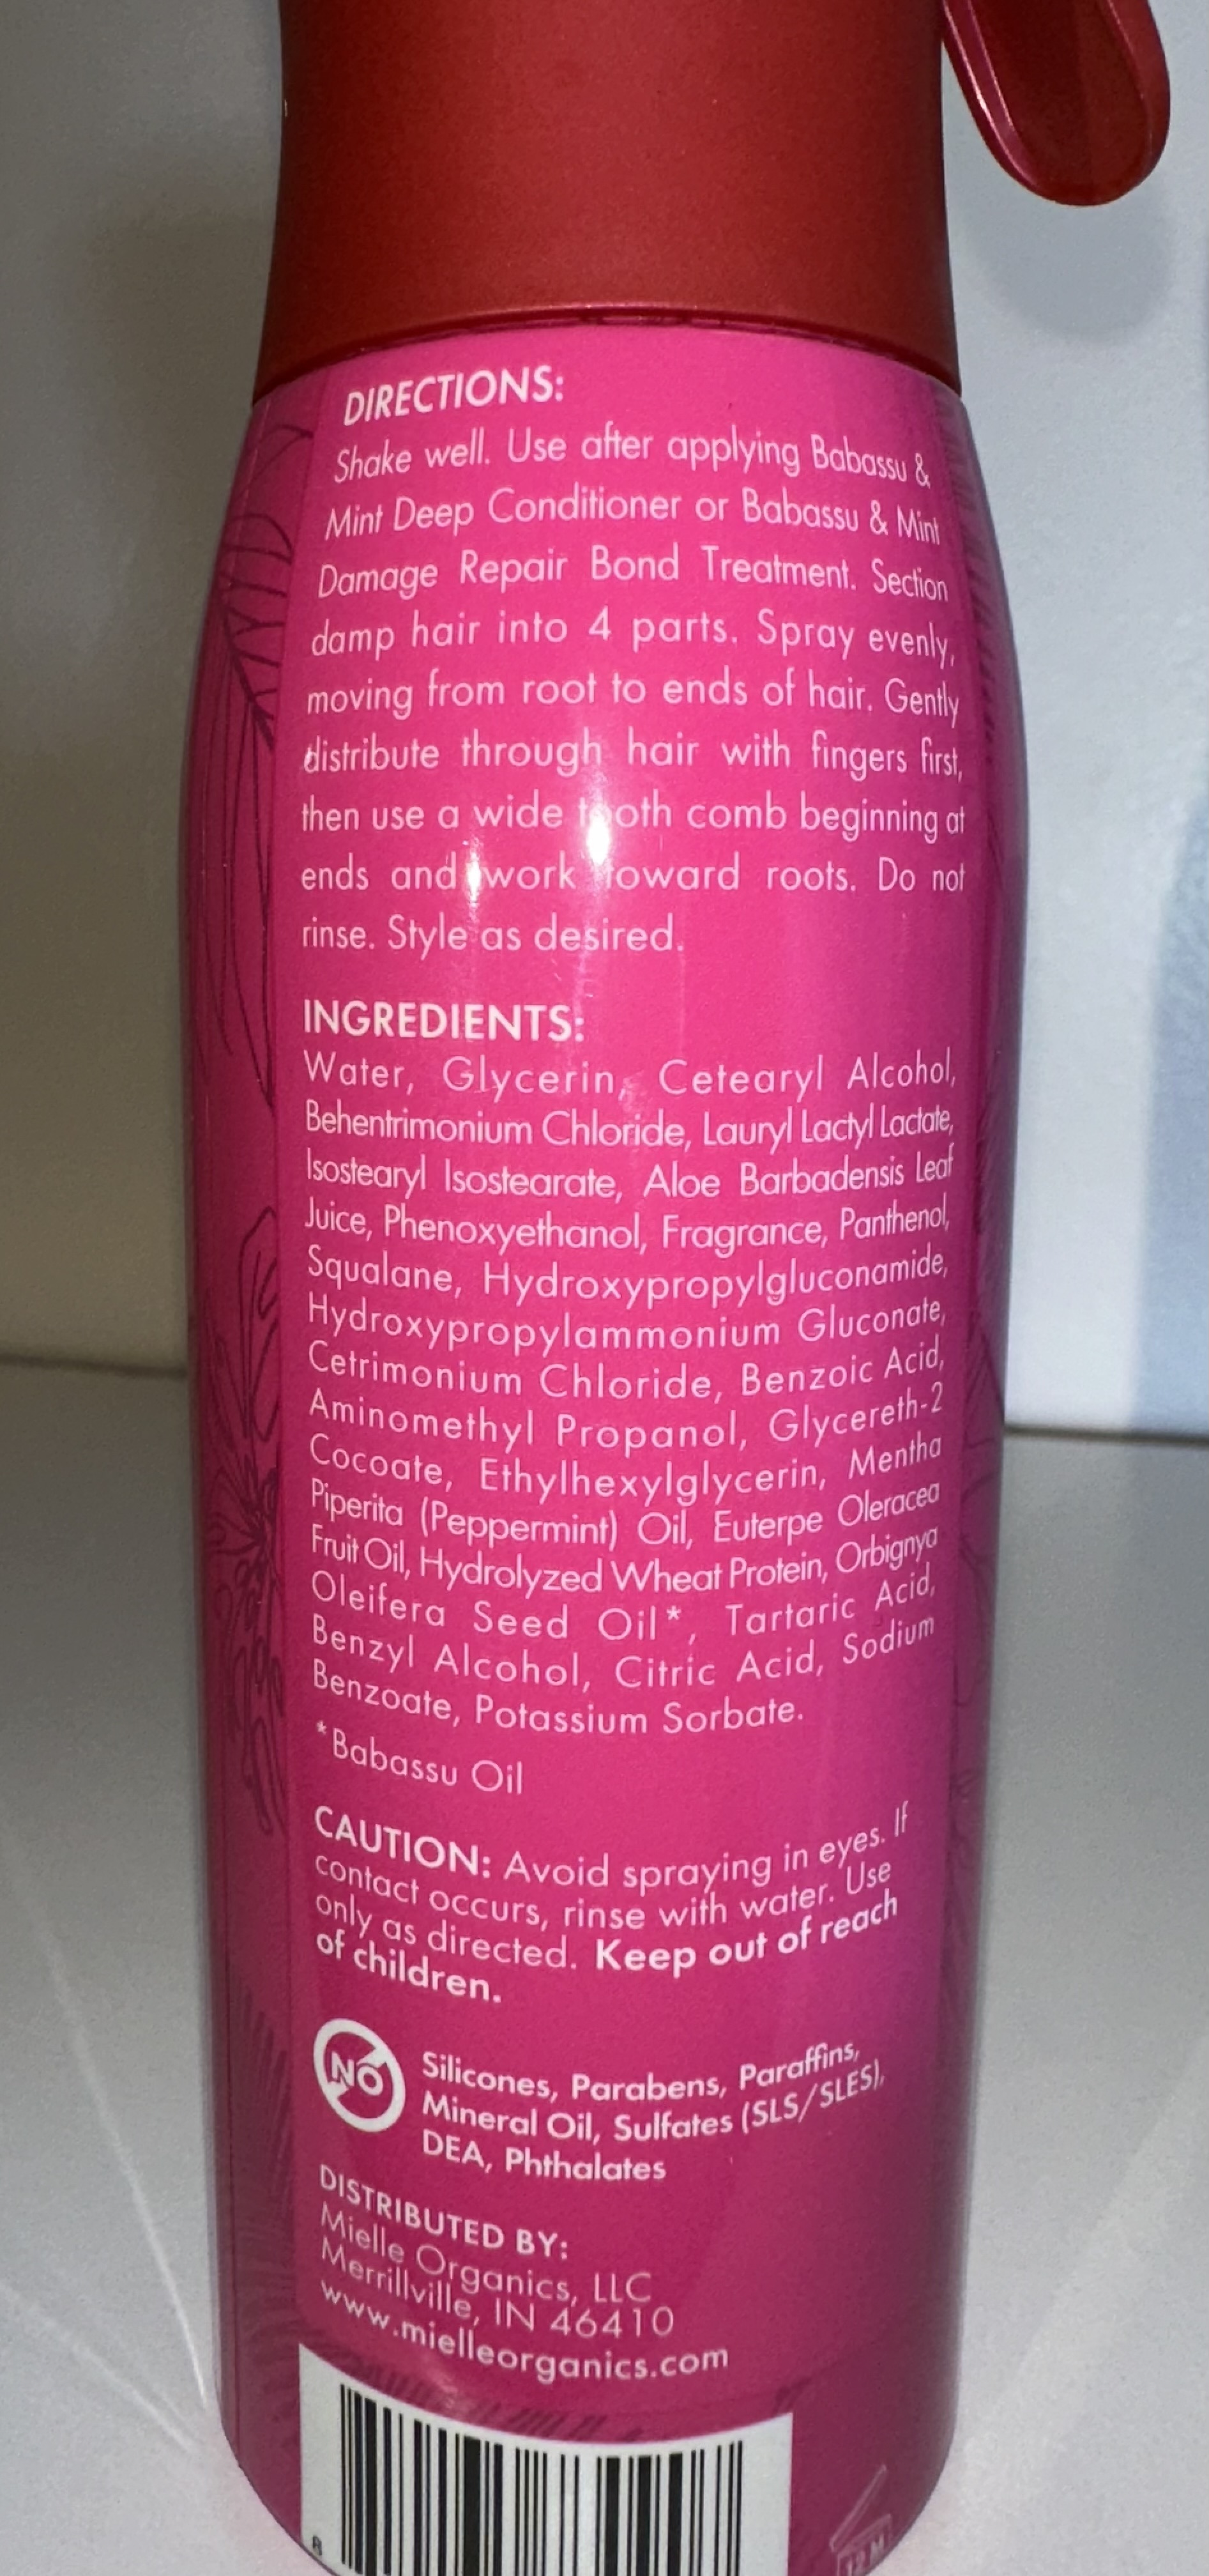 DIRECTIONS:
Shake well. Use after applying Babassu &
Mint Deep Conditioner or Babassu & Mint
Damage Repair Bond Treatment. Section
damp hair into 4 parts. Spray evenly,
moving from root to ends of hair. Gently
distribute through hair with fingers first,
then use a wide tooth comb beginning at
ends and work toward roots. Do not
rinse. Style as desired.
INGREDIENTS:
Water, Glycerin, Cetearyl Alcohol,
Behentrimonium Chloride, Lauryl Lactyl Lactate,
Isostearyl Isostearate, Aloe Barbadensis Leaf
Juice, Phenoxyethanol, Fragrance, Panthenol,
Squalane, Hydroxypropylgluconamide,
Hydroxypropylammonium Gluconate,
Cetrimonium Chloride, Benzoic Acid,
Aminomethyl Propanol, Glycereth-2
Cocoate, Ethylhexylglycerin, Mentha
Piperita (Peppermint) Oil, Euterpe Oleracea
Fruit Oil, Hydrolyzed Wheat Protein, Orbignya
Oleifera Seed Oil*, Tartaric Acid,
Benzyl Alcohol, Citric Acid, Sodium
Benzoate, Potassium Sorbate.
*Babassu Oil
CAUTION: Avoid spraying in eyes. If
contact occurs, rinse with water. Use
only as directed. Keep out of reach
of children.
NO
Silicones, Parabens, Paraffins,
Mineral Oil, Sulfates (SLS/SLES),
DEA, Phthalates
DISTRIBUTED BY:
Mielle Organics, LLC
Merrillville, IN 46410
www.mielleorganics.com
8
12 M